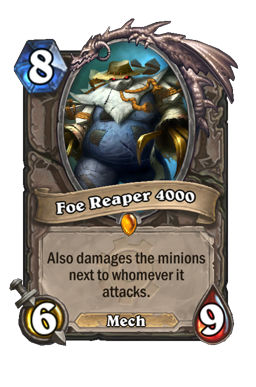 8
Foe Reaper 4000
Also damages the minions
next to whomever it
attacks.
6
Mech
9